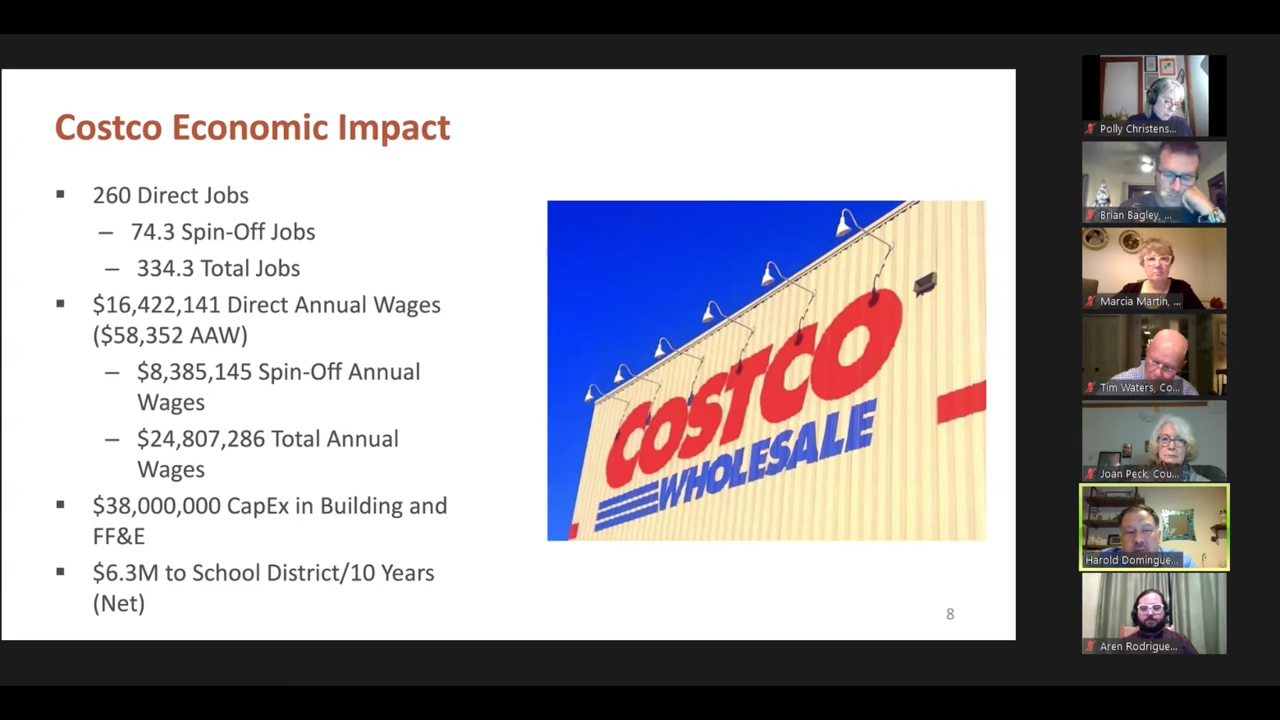 Costco Economic Impact
▪ 260 Direct Jobs
– 74.3 Spin-Off Jobs
– 334.3 Total Jobs
▪ $16,422,141 Direct Annual Wages
($58,352 AAW)
– $8,385,145 Spin-Off Annual
Wages
– $24,807,286 Total Annual
Wages
▪ $38,000,000 CapEx in Building and
FF&E
▪ $6.3M to School District/10 Years
(Net)
COSTCO
WHOLESALE
8
Polly Christens...
Brian Bagley, ...
Marcia Martin, ...
Tim Waters, Co...
Joan Peck, Cou...
Harold Domingue...
Aren Rodrigue...